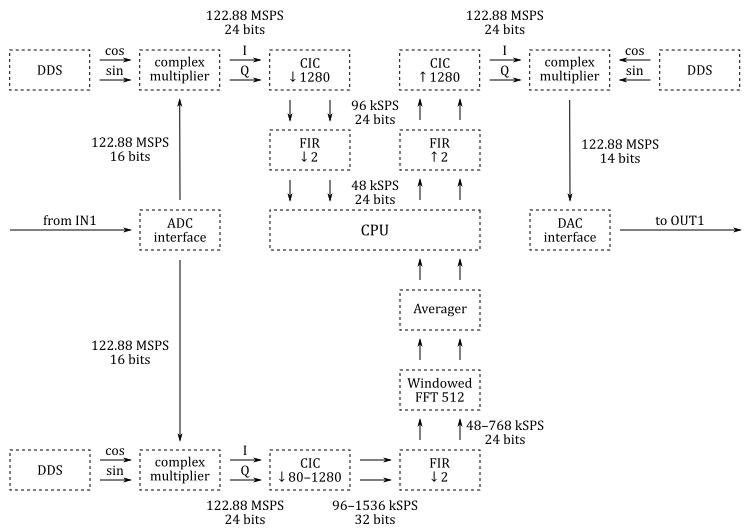 122.88 MSPS
24 bits
122.88 MSPS
24 bits
DDS
cos
sin
complex
multiplier
I
Q
CIC
↓1280
CIC
↑1280
I
Q
complex
multiplier
cos
sin
DDS
96 kSPS
24 bits
122.88 MSPS
16 bits
FIR
↓2
FIR
↑2
122.88 MSPS
14 bits
48 kSPS
24 bits
from IN1
ADC
interface
CPU
DAC
interface
to OUT1
Averager
122.88 MSPS
16 bits
Windowed
FFT 512
48–768 kSPS
24 bits
DDS
cos
sin
complex
multiplier
I
Q
CIC
↓80–1280
FIR
↓2
122.88 MSPS
24 bits
96–1536 kSPS
32 bits